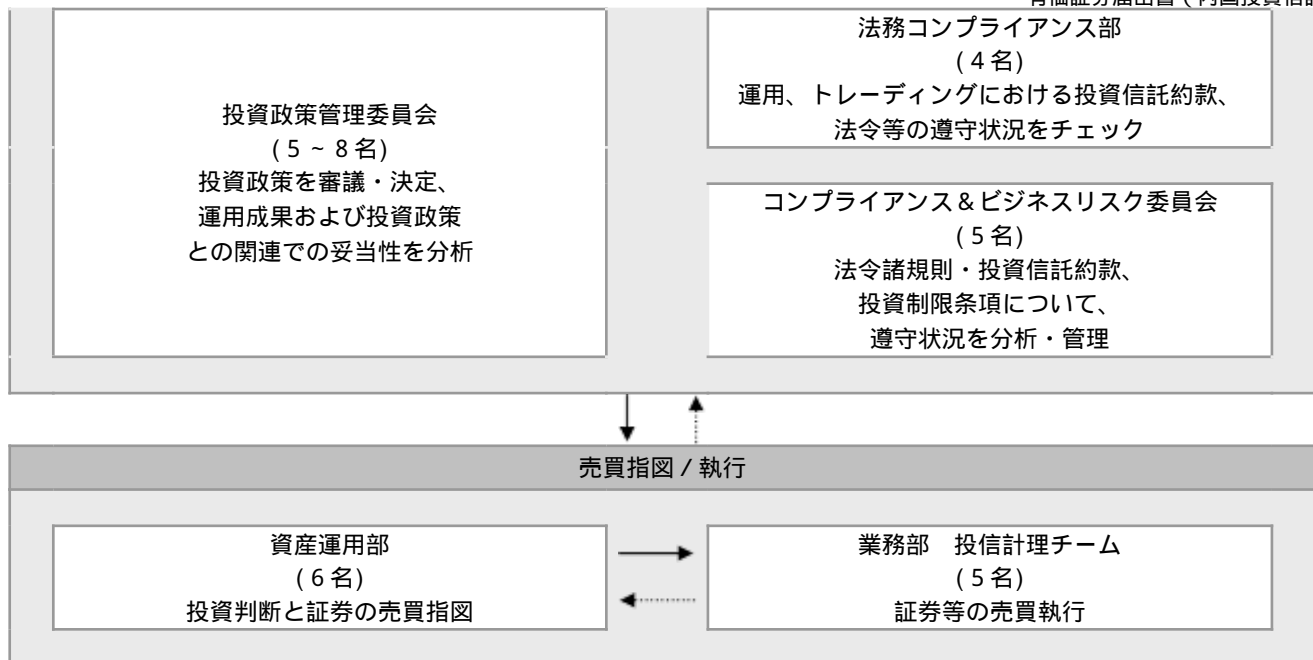 投資政策管理委員会
(5~8名)
投資政策を審議・決定、
運用成果および投資政策
との関連での妥当性を分析
法務コンプライアンス部
(4名)
運用、トレーディングにおける投資信託約款、
法令等の遵守状況をチェック
コンプライアンス&ビジネスリスク委員会
(5名)
法令諸規則・投資信託約款、
投資制限条項について、
遵守状況を分析・管理
売買指図/執行
資産運用部
(6名)
投資判断と証券の売買指図
業務部 投信計理チーム
(5名)
証券等の売買執行